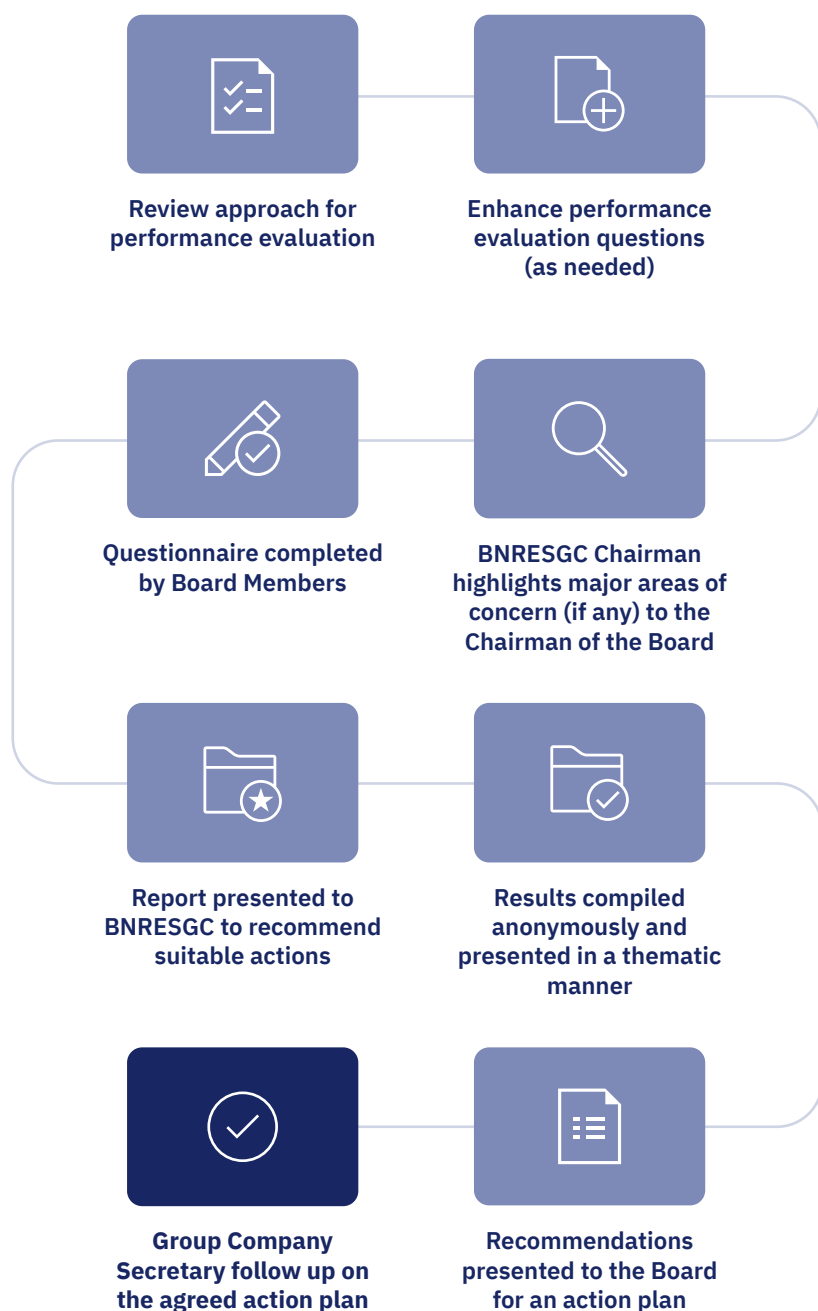 Review approach for
performance evaluation
Enhance performance
evaluation questions
(as needed)
Questionnaire completed
by Board Members
BNRESGC Chairman
highlights major areas of
concern (if any) to the
Chairman of the Board
Report presented to
BNRESGC to recommend
suitable actions
Results compiled
anonymously and
presented in a thematic
manner
Group Company
Secretary follow up on
the agreed action plan
Recommendations
presented to the Board
for an action plan